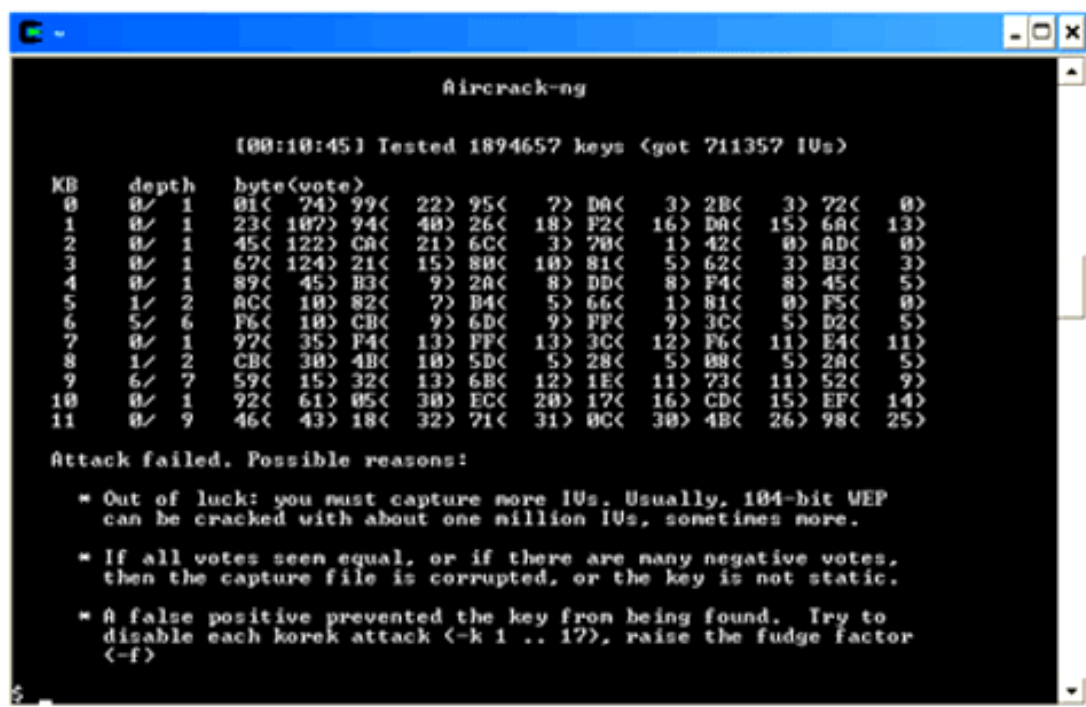 ~
Aircrack-ng
[00:10:45] Tested 1894657 keys (got 711357 IVs)
KB depth byte(vote)
0 0/ 1 01( 74) 99( 22) 95( 7) DA( 3) 2B( 3) 72( 0)
1 0/ 1 23( 107) 94( 40) 26( 18) F2( 16) DA( 15) 6A( 13)
2 0/ 1 45( 122) CA( 21) 6C( 3) 70( 1) 42( 0) AD( 0)
3 0/ 1 67( 124) 21( 15) 80( 10) 81( 5) 62( 3) B3( 3)
4 0/ 1 89( 45) B3( 9) 2A( 8) DD( 8) F4( 8) 45( 5)
5 1/ 2 AC( 10) 82( 7) B4( 5) 66( 1) 81( 0) F5( 0)
6 5/ 6 F6( 10) CB( 9) 6D( 9) FF( 9) 3C( 5) D2( 5)
7 0/ 1 97( 35) F4( 13) FF( 13) 3C( 12) F6( 11) E4( 11)
8 1/ 2 CB( 30) 4B( 10) 5D( 5) 28( 5) 08( 5) 2A( 5)
9 6/ 7 59( 15) 32( 13) 6B( 12) 1E( 11) 73( 11) 52( 9)
10 0/ 1 92( 61) 05( 30) EC( 20) 17( 16) CD( 15) EF( 14)
11 0/ 9 46( 43) 18( 32) 71( 31) 0C( 30) 4B( 26) 98( 25)
Attack failed. Possible reasons:
* Out of luck: you must capture more IVs. Usually, 104-bit WEP
can be cracked with about one million IVs, sometimes more.
* If all votes seem equal, or if there are many negative votes,
then the capture file is corrupted, or the key is not static.
* A false positive prevented the key from being found. Try to
disable each korek attack (-k 1 .. 17), raise the fudge factor
(-f)
$ _